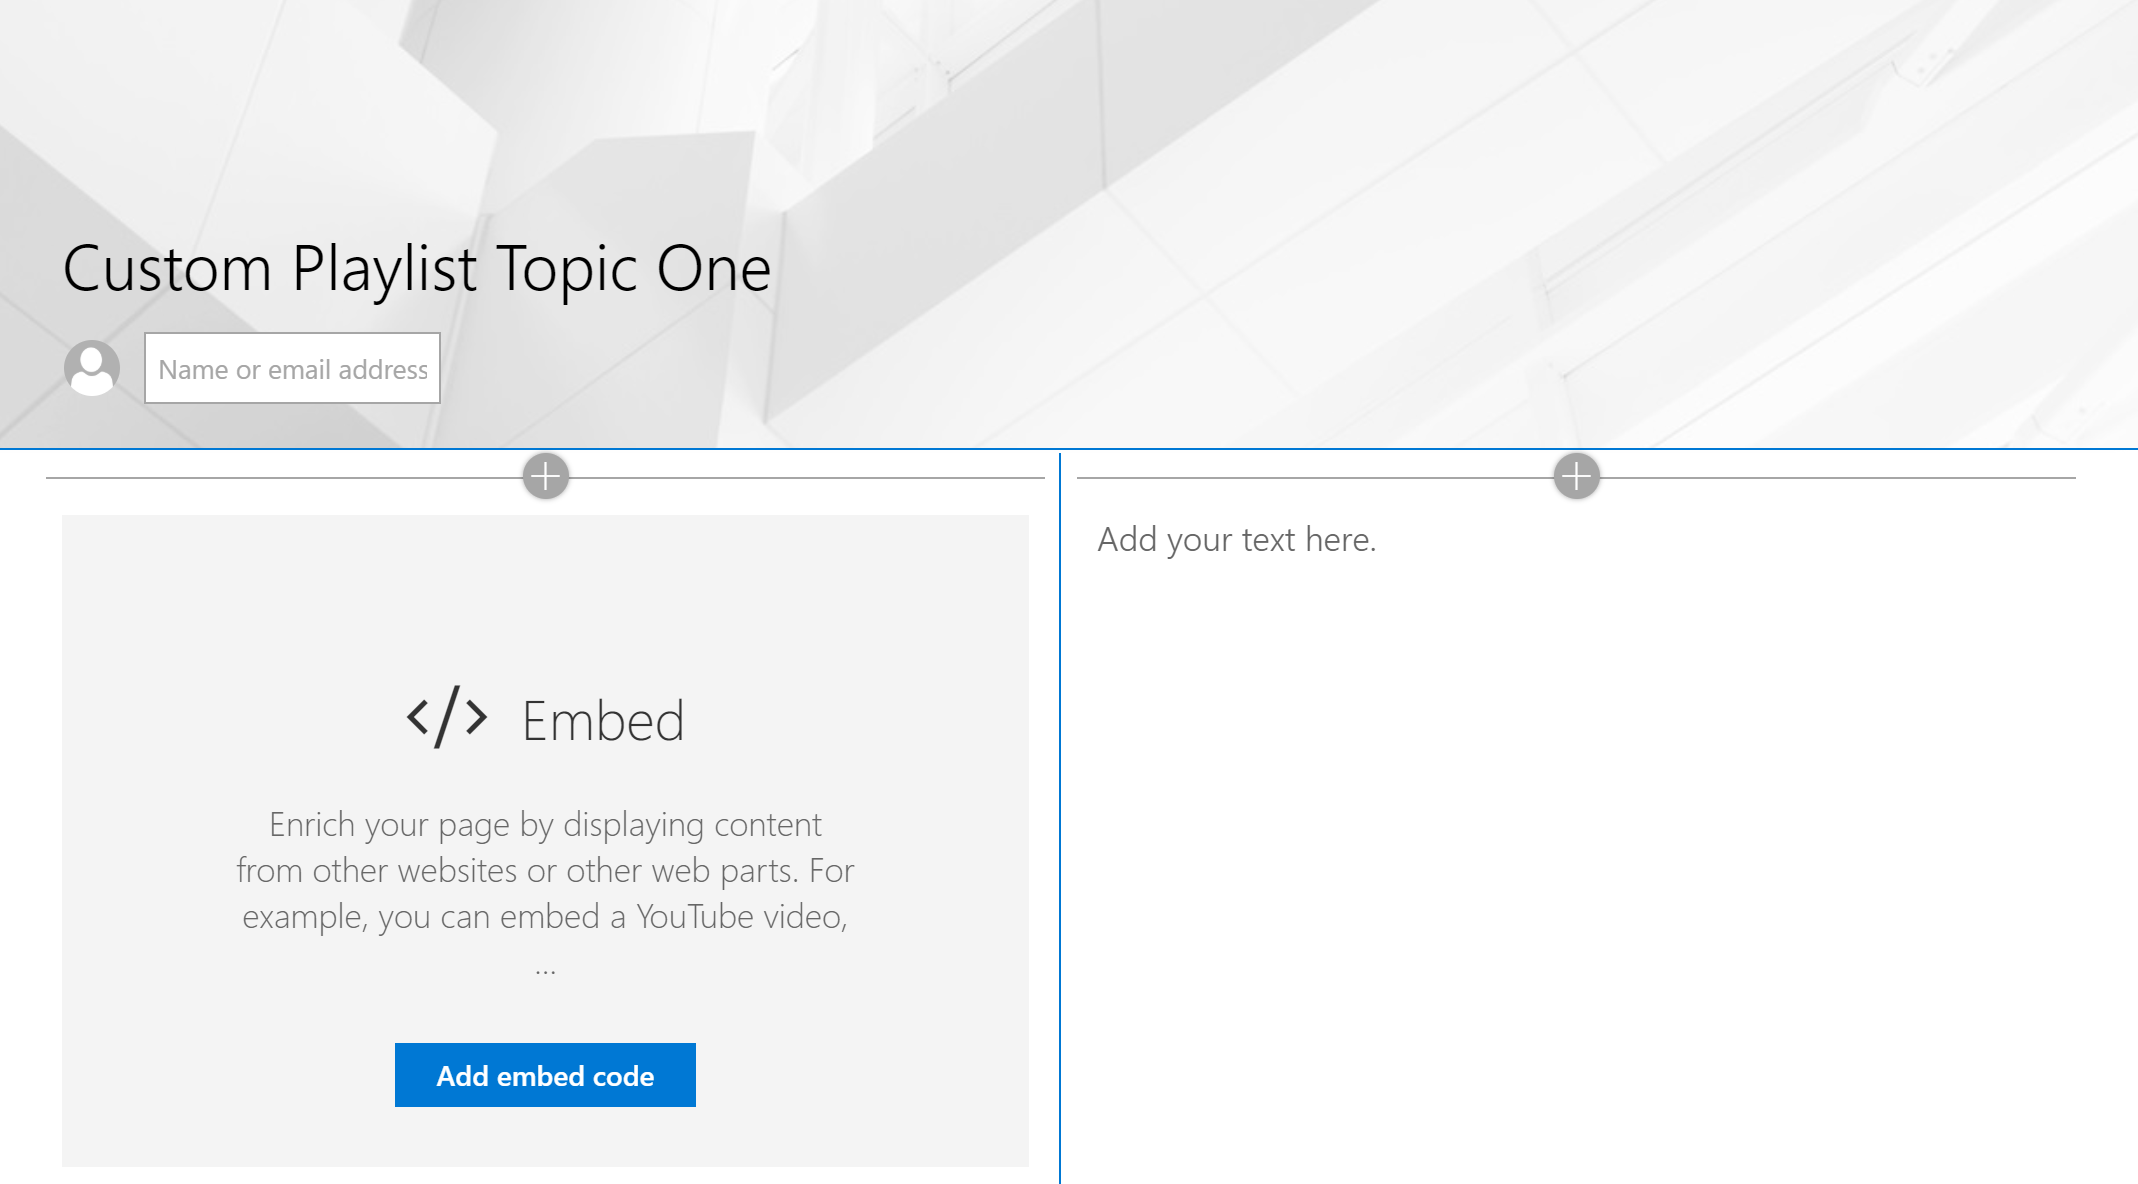 Custom Playlist Topic One
Name or email address
</> Embed
Enrich your page by displaying content
from other websites or other web parts. For
example, you can embed a YouTube video,
...
Add embed code
Add your text here.